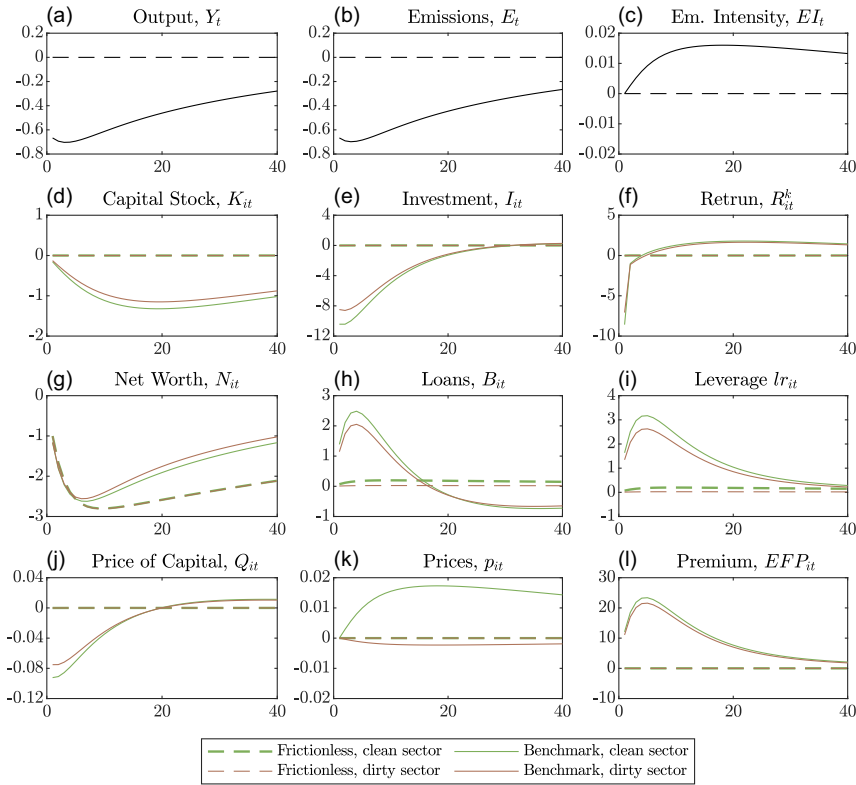 (a) Output, Y_t (b) Emissions, E_t (c) Em. Intensity, EI_t
0.2 0.2 0.02
0 0 0.01
-0.2 -0.2
-0.4 -0.4 0
-0.6 -0.6 -0.01
-0.8 -0.8 -0.02
0 20 40 0 20 40 0 20 40
(d) Capital Stock, K_it (e) Investment, I_it (f) Retrun, R^k_it
1 4 5
0 0 0
-4
-1 -8 -5
-2 -12 -10
0 20 40 0 20 40 0 20 40
(g) Net Worth, N_it (h) Loans, B_it (i) Leverage lr_it
0 3 4
-1 2 3
1 2
-2 0 1
0
-3 -1 -1
0 20 40 0 20 40 0 20 40
(j) Price of Capital, Q_it (k) Prices, p_it (l) Premium, EFP_it
0.04 0.02 30
0 0.01 20
-0.04 0 10
-0.08 -0.01 0
-0.12 -0.02 -10
0 20 40 0 20 40 0 20 40
Frictionless, clean sector Benchmark, clean sector
Frictionless, dirty sector Benchmark, dirty sector